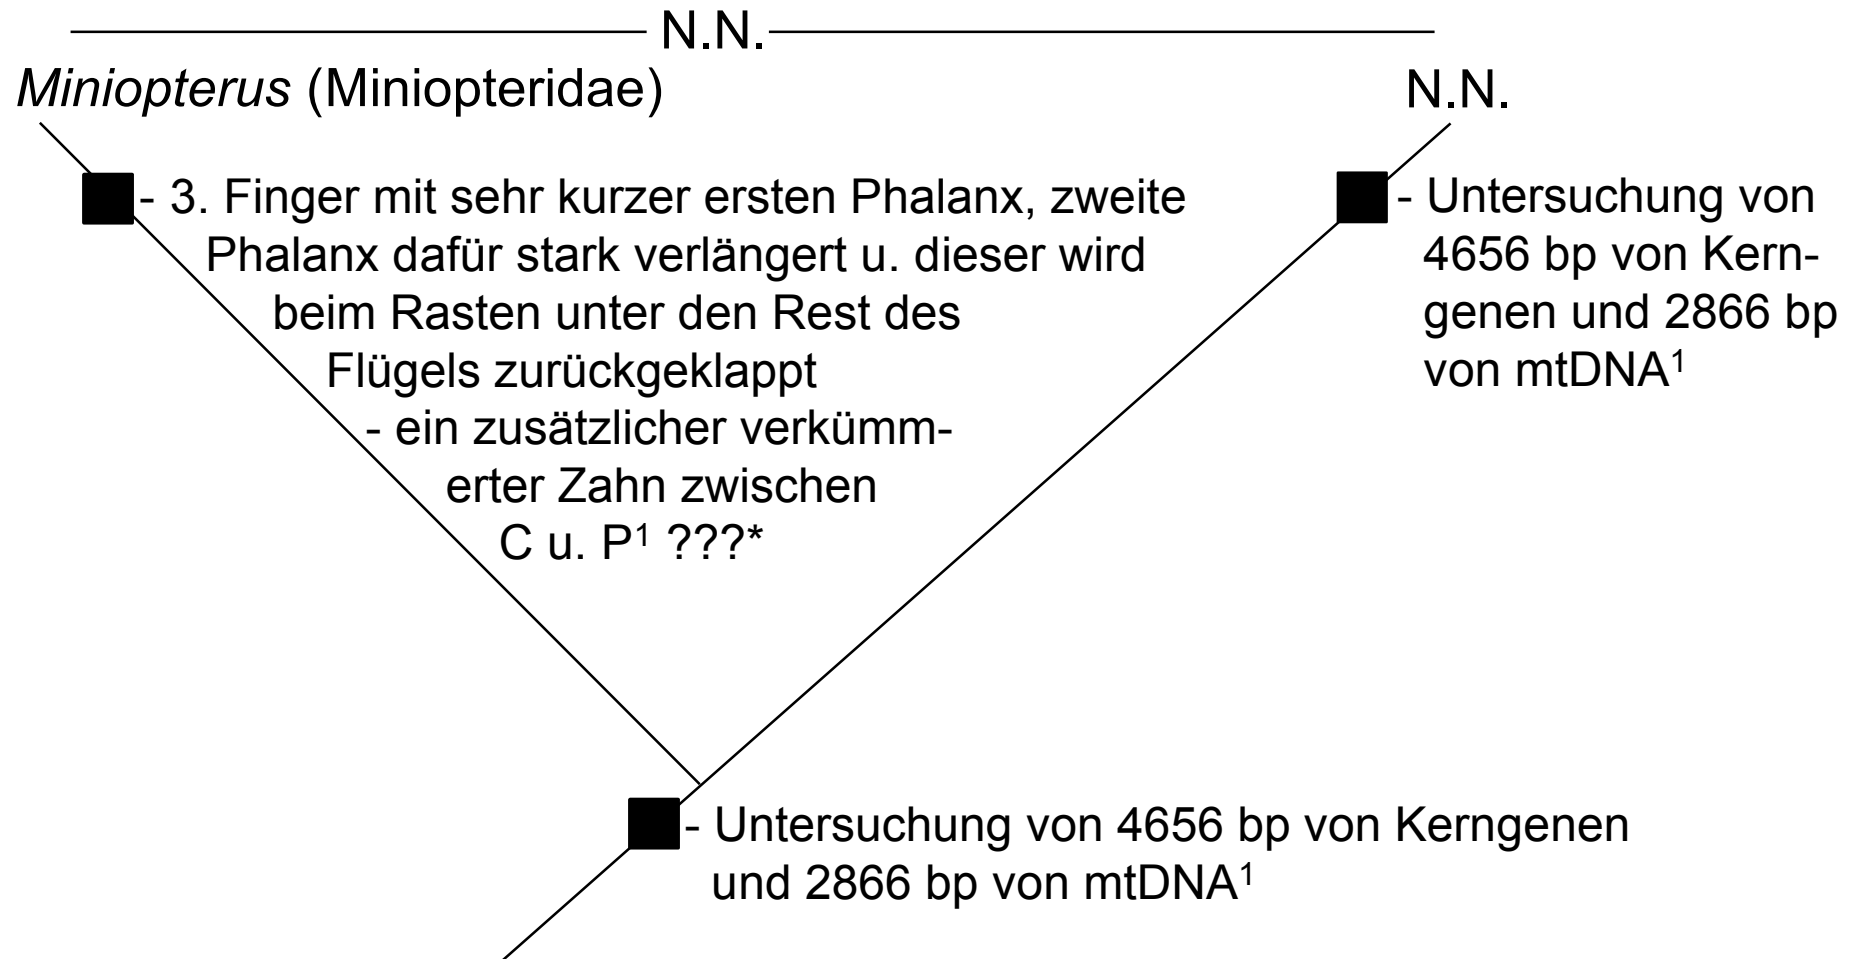 N.N.
Miniopterus (Miniopteridae)
N.N.
- 3. Finger mit sehr kurzer ersten Phalanx, zweite
Phalanx dafür stark verlängert u. dieser wird
beim Rasten unter den Rest des
Flügels zurückgeklappt
- ein zusätzlicher verkümm-
erter Zahn zwischen
C u. P¹ ???*
- Untersuchung von
4656 bp von Kern-
genen und 2866 bp
von mtDNA¹
- Untersuchung von 4656 bp von Kerngenen
und 2866 bp von mtDNA¹